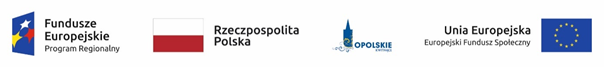 Fundusze
Europejskie
Program Regionalny
Rzeczpospolita
Polska
OPOLSKIE
Unia Europejska
Europejski Fundusz Społeczny